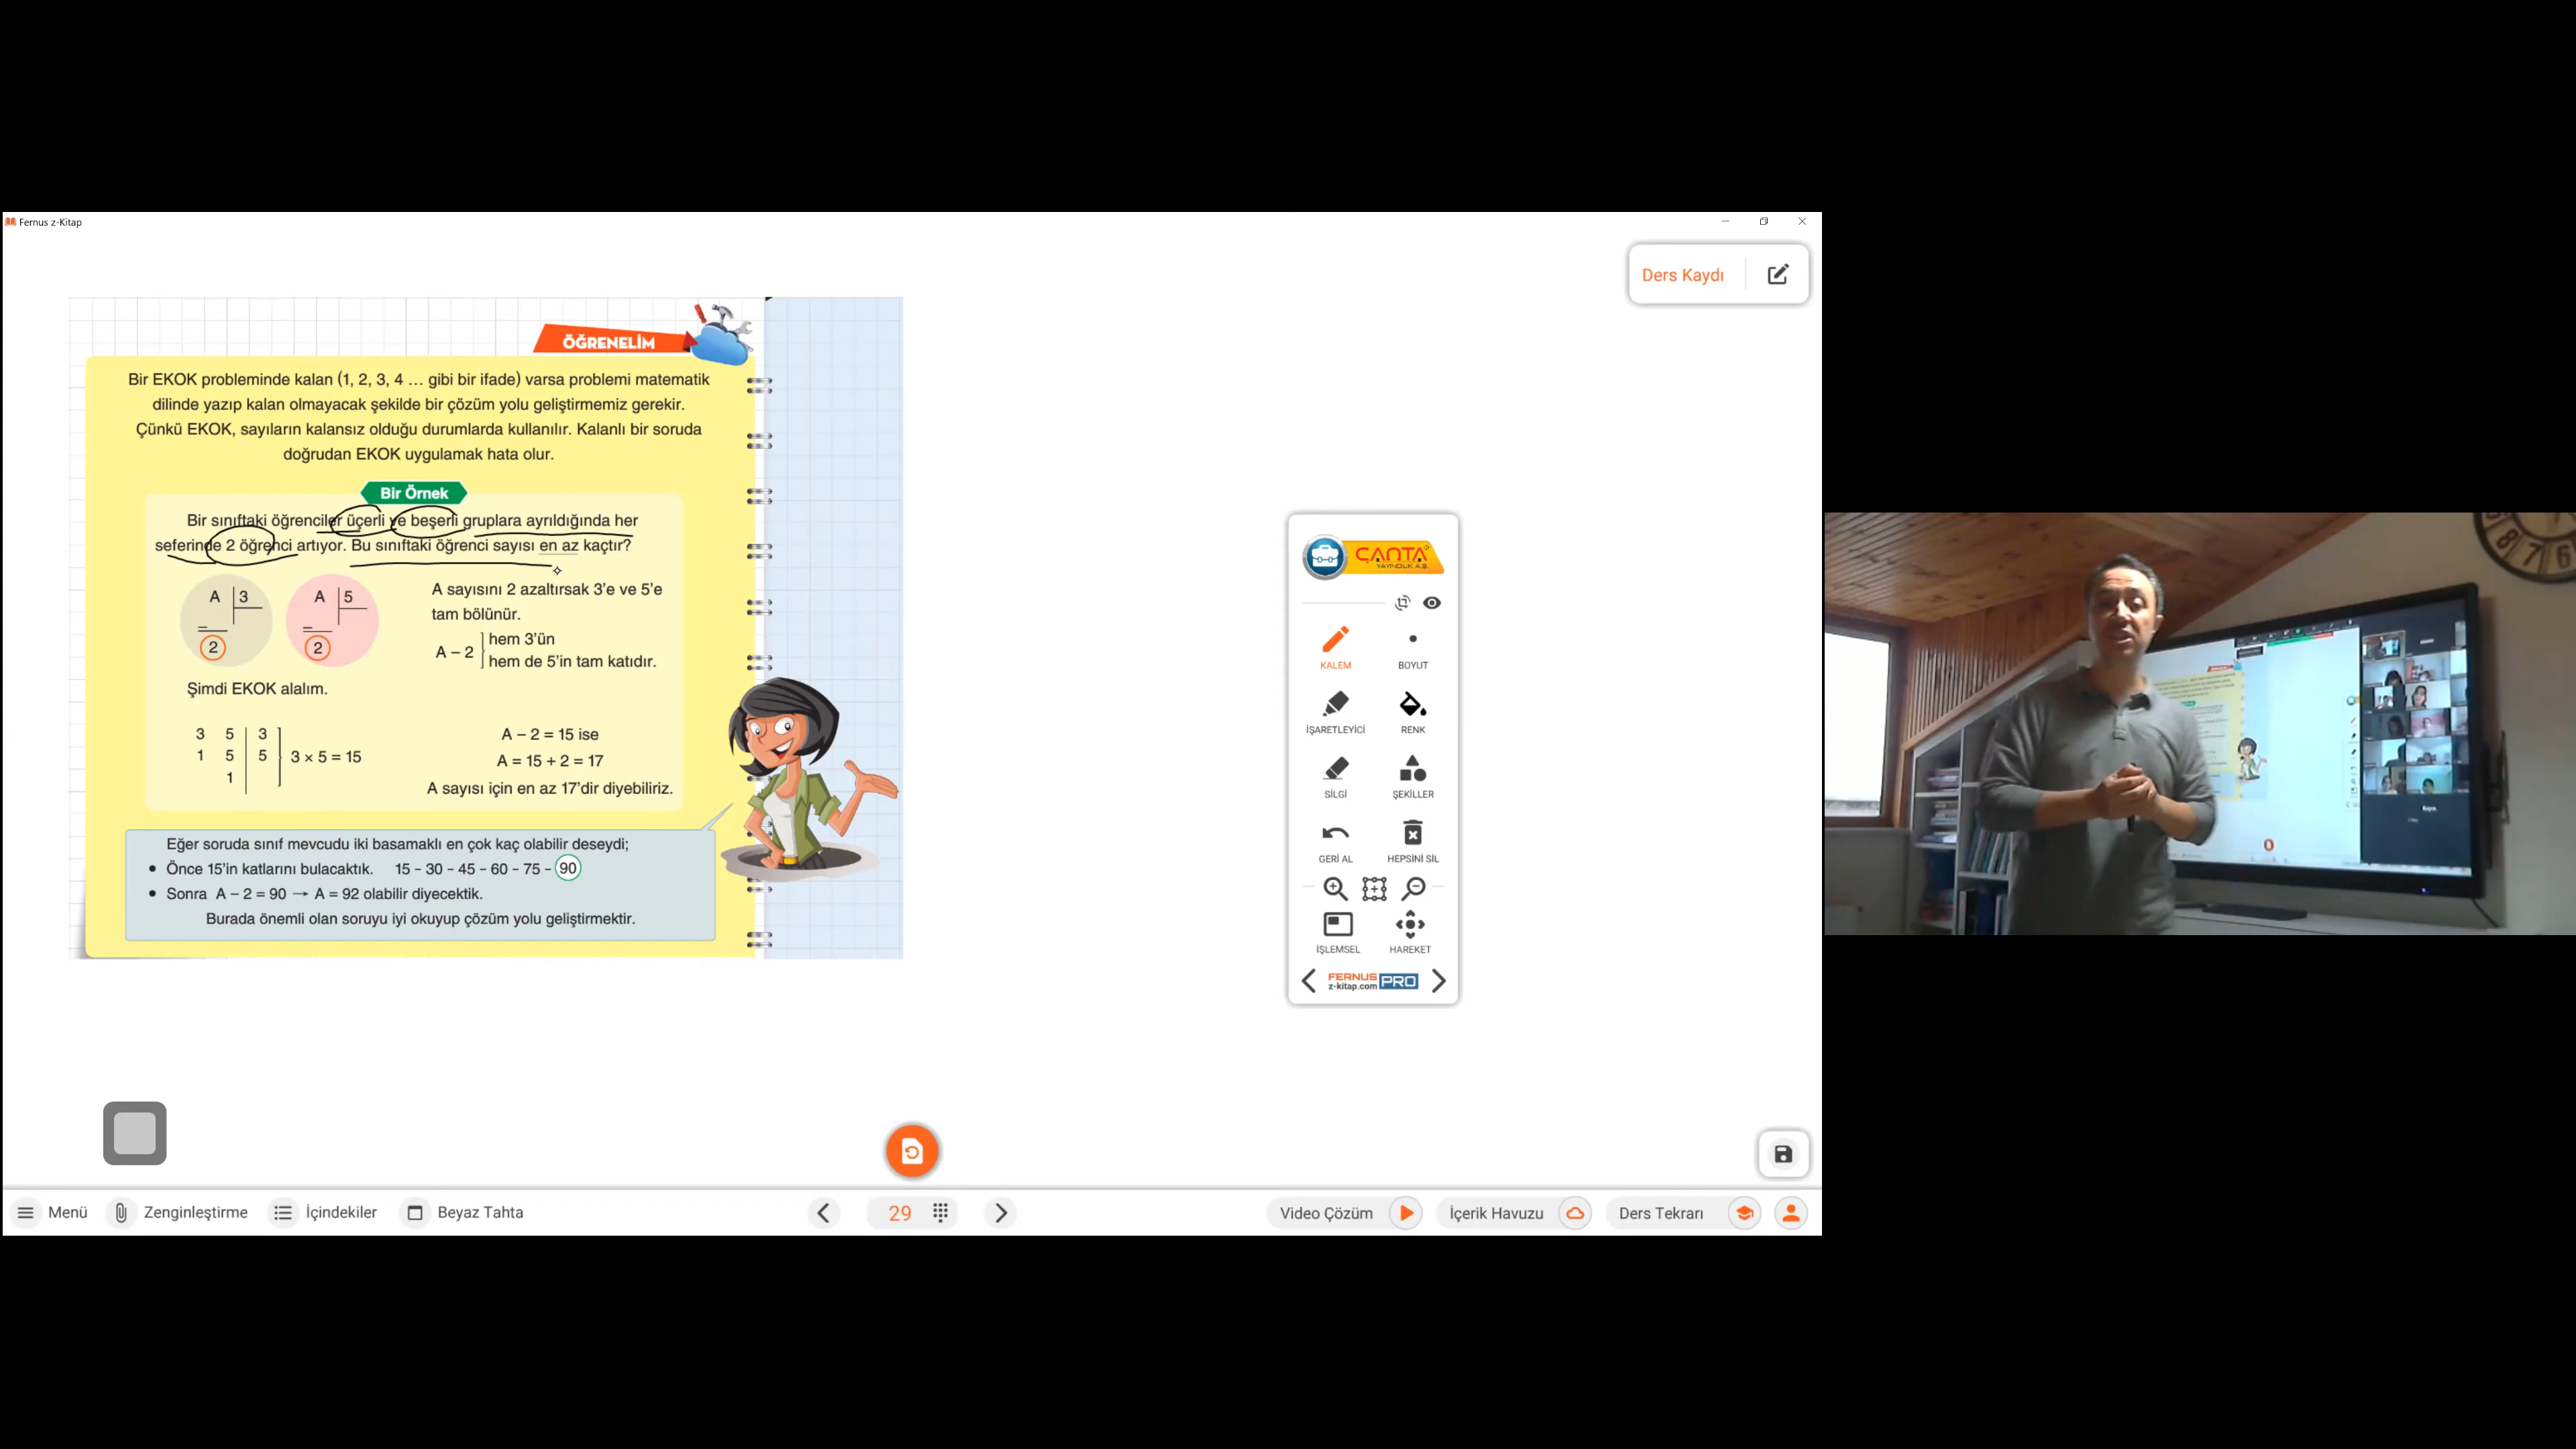 Fernus z-Kitap
Ders Kaydı
ÖĞRENELİM
Bir EKOK probleminde kalan (1, 2, 3, 4 ... gibi bir ifade) varsa problemi matematik
dilinde yazıp kalan olmayacak şekilde bir çözüm yolu geliştirmemiz gerekir.
Çünkü EKOK, sayıların kalansız olduğu durumlarda kullanılır. Kalanlı bir soruda
doğrudan EKOK uygulamak hata olur.
Bir Örnek
Bir sınıftaki öğrenciler üçerli ve beşerli gruplara ayrıldığında her
seferinde 2 öğrenci artıyor. Bu sınıftaki öğrenci sayısı en az kaçtır?
A 3
2
A 5
2
A sayısını 2 azaltırsak 3'e ve 5'e
tam bölünür.
A – 2
hem 3'ün
hem de 5'in tam katıdır.
Şimdi EKOK alalım.
3 5 3
1 5 5
1
3 x 5 = 15
A – 2 = 15 ise
A = 15 + 2 = 17
A sayısı için en az 17'dir diyebiliriz.
Eğer soruda sınıf mevcudu iki basamaklı en çok kaç olabilir deseydi;
• Önce 15'in katlarını bulacaktık. 15 – 30 – 45 – 60 – 75 – 90
• Sonra A – 2 = 90 → A = 92 olabilir diyecektik.
Burada önemli olan soruyu iyi okuyup çözüm yolu geliştirmektir.
ÇANTA
YAYINCILIK A.Ş.
KALEM
BOYUT
İŞARETLEYİCİ
RENK
SİLGİ
ŞEKİLLER
GERİ AL
HEPSİNİ SİL
İŞLEMSEL
HAREKET
FERNUS
z-kitap.com PRO
Menü
Zenginleştirme
İçindekiler
Beyaz Tahta
29
Video Çözüm
İçerik Havuzu
Ders Tekrarı
8 7 6